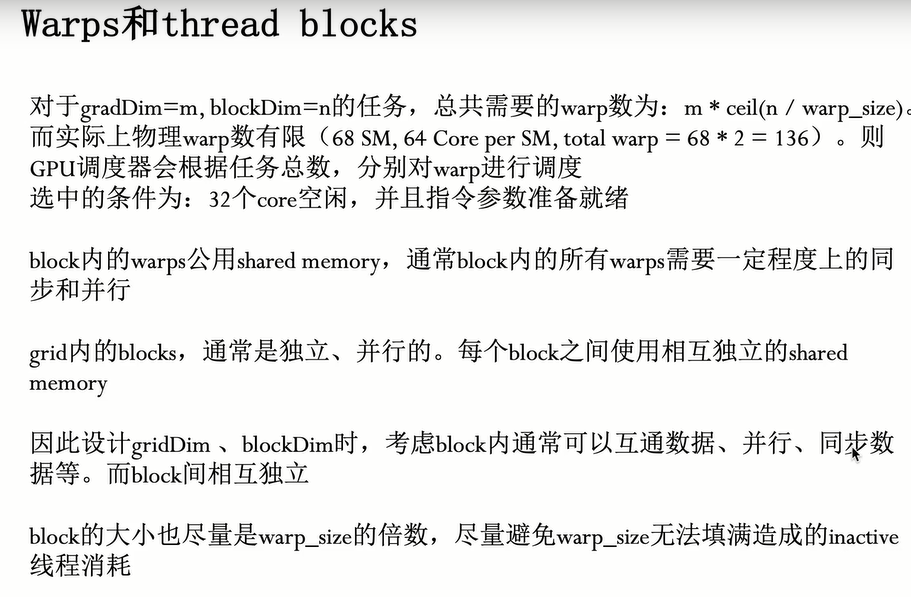 Warps和thread blocks
对于gradDim=m, blockDim=n的任务，总共需要的warp数为：m * ceil(n / warp_size)。
而实际上物理warp数有限（68 SM, 64 Core per SM, total warp = 68 * 2 = 136）。则
GPU调度器会根据任务总数，分别对warp进行调度
选中的条件为：32个core空闲，并且指令参数准备就绪
block内的warps公用shared memory，通常block内的所有warps需要一定程度上的同
步和并行
grid内的blocks，通常是独立、并行的。每个block之间使用相互独立的shared
memory
因此设计gridDim 、blockDim时，考虑block内通常可以互通数据、并行、同步数
据等。而block间相互独立
block的大小也尽量是warp_size的倍数，尽量避免warp_size无法填满造成的inactive
线程消耗